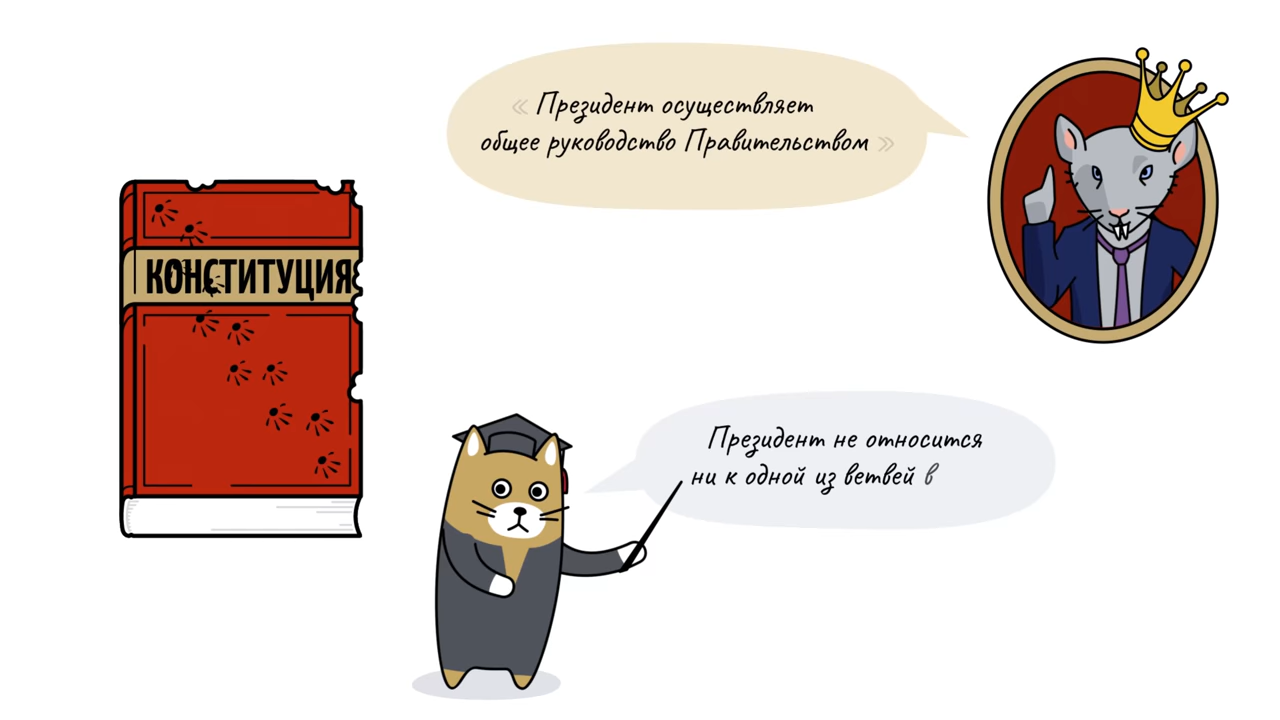 « Президент осуществляет
общее руководство Правительством »
КОНСТИТУЦИЯ
Президент не относится
ни к одной из ветвей в